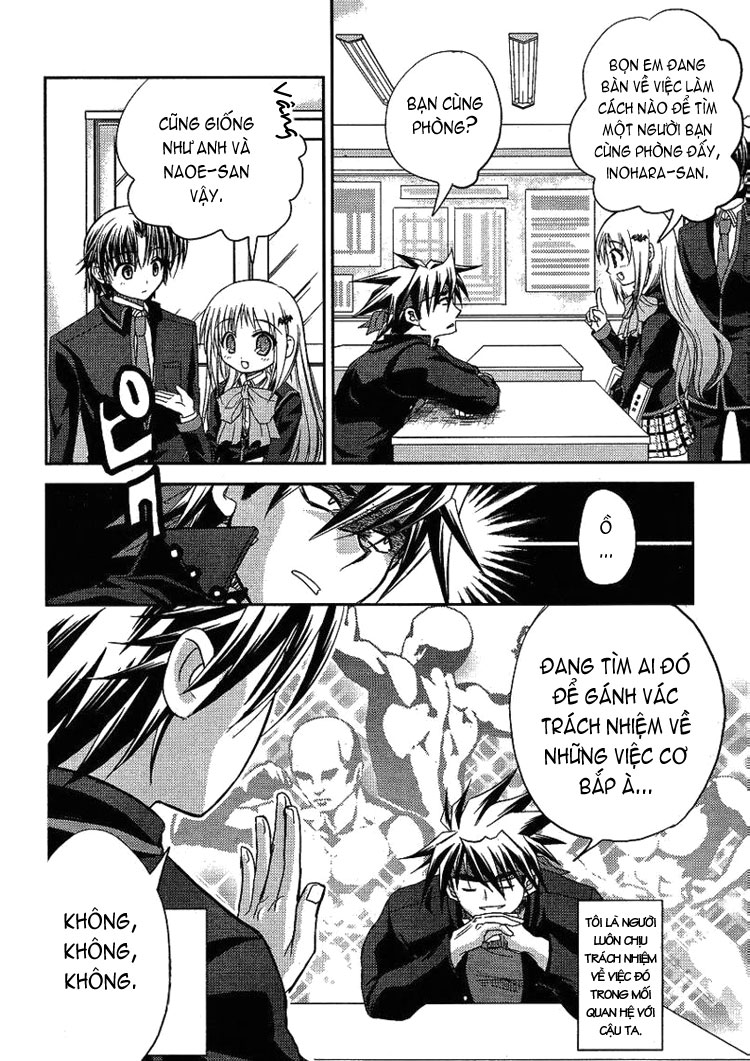 BỌN EM ĐANG
BÀN VỀ VIỆC LÀM
CÁCH NÀO ĐỂ TÌM
MỘT NGƯỜI BẠN
CÙNG PHÒNG ĐẤY,
INOHARA-SAN.
BẠN CÙNG
PHÒNG?
Vâng
CŨNG GIỐNG
NHƯ ANH VÀ
NAOE-SAN
VẬY.
ピク
Ồ
...
ĐANG TÌM AI ĐÓ
ĐỂ GÁNH VÁC
TRÁCH NHIỆM VỀ
NHỮNG VIỆC CƠ
BẮP À...
TÔI LÀ NGƯỜI
LUÔN CHỊU
TRÁCH NHIỆM
VỀ VIỆC ĐÓ
TRONG MỐI
QUAN HỆ VỚI
CẬU TA.
KHÔNG,
KHÔNG,
KHÔNG.